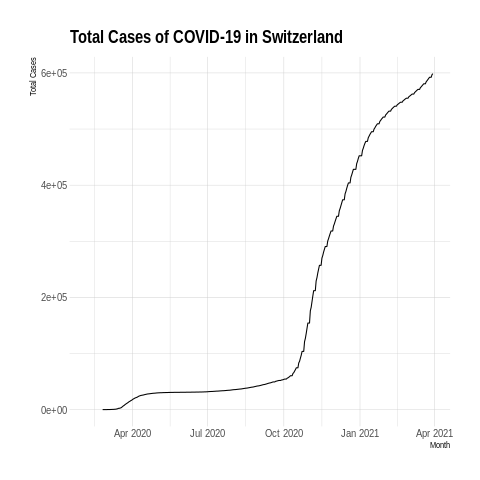 Total Cases of COVID-19 in Switzerland
Total Cases
6e+05
4e+05
2e+05
0e+00
Apr 2020 Jul 2020 Oct 2020 Jan 2021 Apr 2021
Month